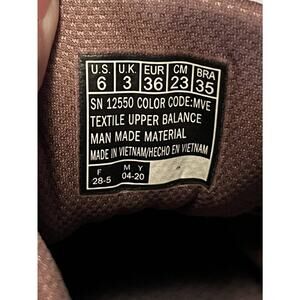 U.S. U.K. EUR CM BRA
6 3 36 23 35
SN 12550 COLOR CODE:MVE
TEXTILE UPPER BALANCE
MAN MADE MATERIAL
MADE IN VIETNAM/HECHO EN VIETNAM
F M Y
28-5 04-20